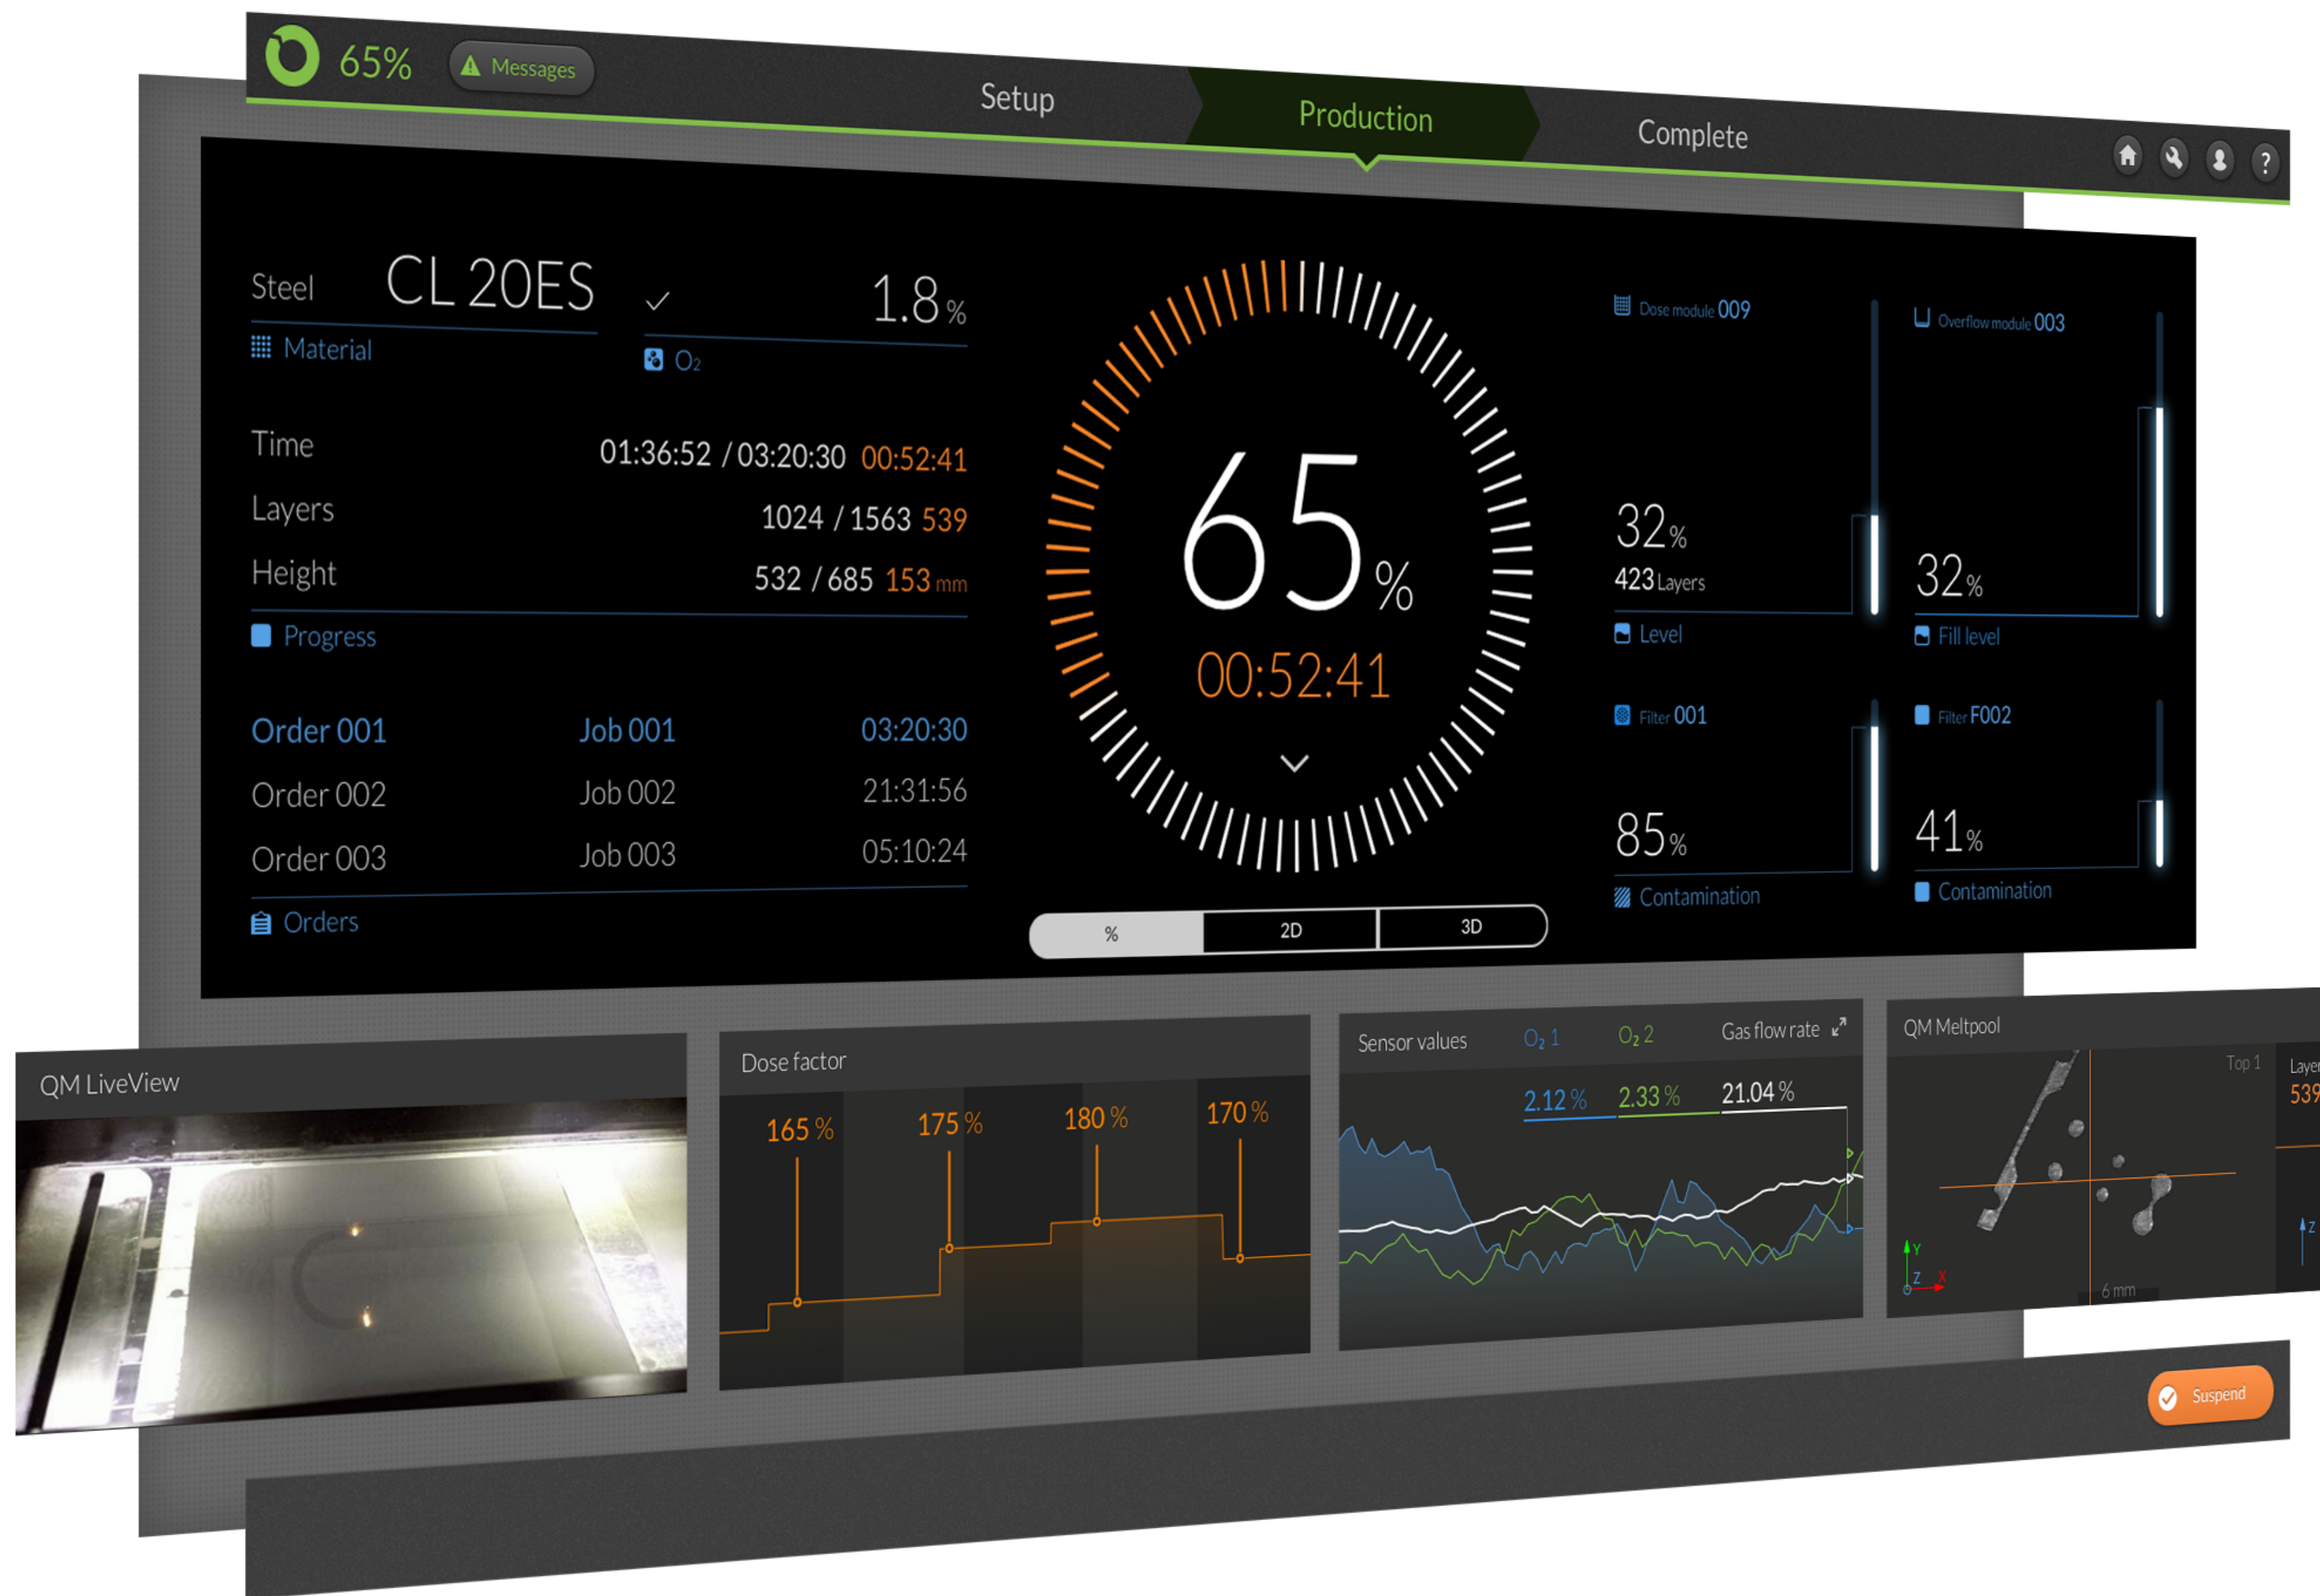 65% Messages
Setup
Production
Complete
?
Steel CL 20ES
Material
1.8 %
O₂
Time 01:36:52 / 03:20:30 00:52:41
Layers 1024 / 1563 539
Height 532 / 685 153 mm
Progress
Order 001 Job 001 03:20:30
Order 002 Job 002 21:31:56
Order 003 Job 003 05:10:24
Orders
65%
00:52:41
% 2D 3D
Dose module 009
32%
423 Layers
Level
Overflow module 003
32%
Fill level
Filter 001
85%
Contamination
Filter F002
41%
Contamination
QM LiveView
Dose factor
165 % 175 % 180 % 170 %
Sensor values O₂ 1 O₂ 2 Gas flow rate
2.12 % 2.33 % 21.04 %
QM Meltpool
Top 1
Layer
539
Y
Z X
6 mm
Z
Suspend